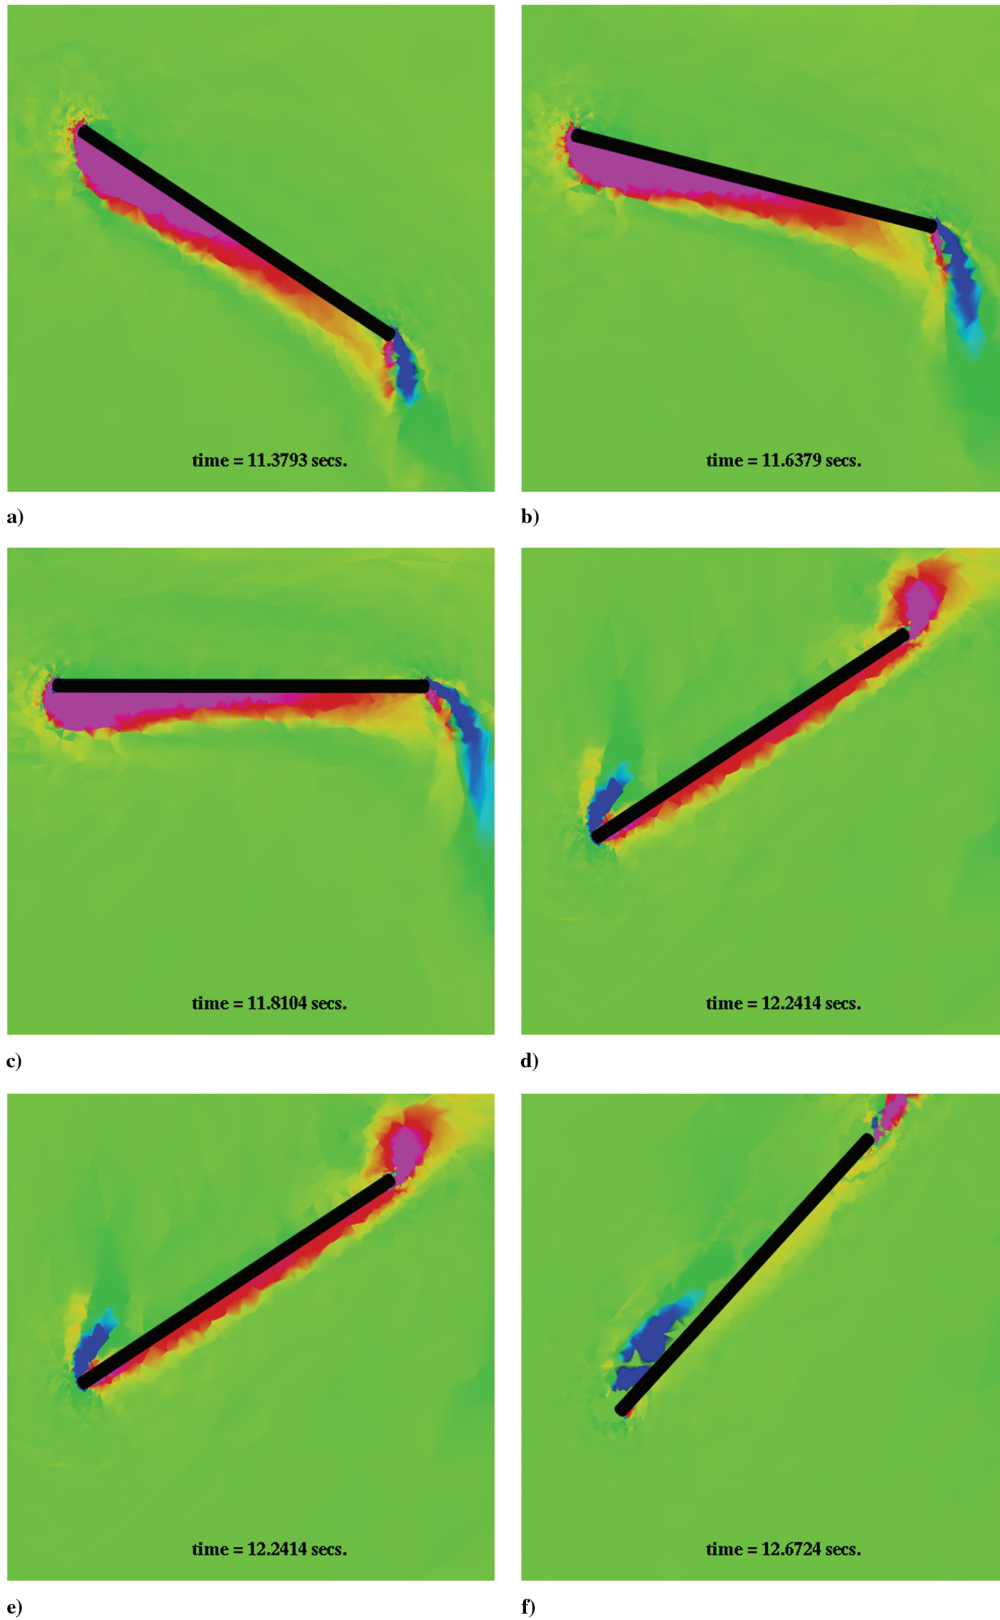 time = 11.3793 secs.
time = 11.6379 secs.
a)
b)
time = 11.8104 secs.
time = 12.2414 secs.
c)
d)
time = 12.2414 secs.
time = 12.6724 secs.
e)
f)